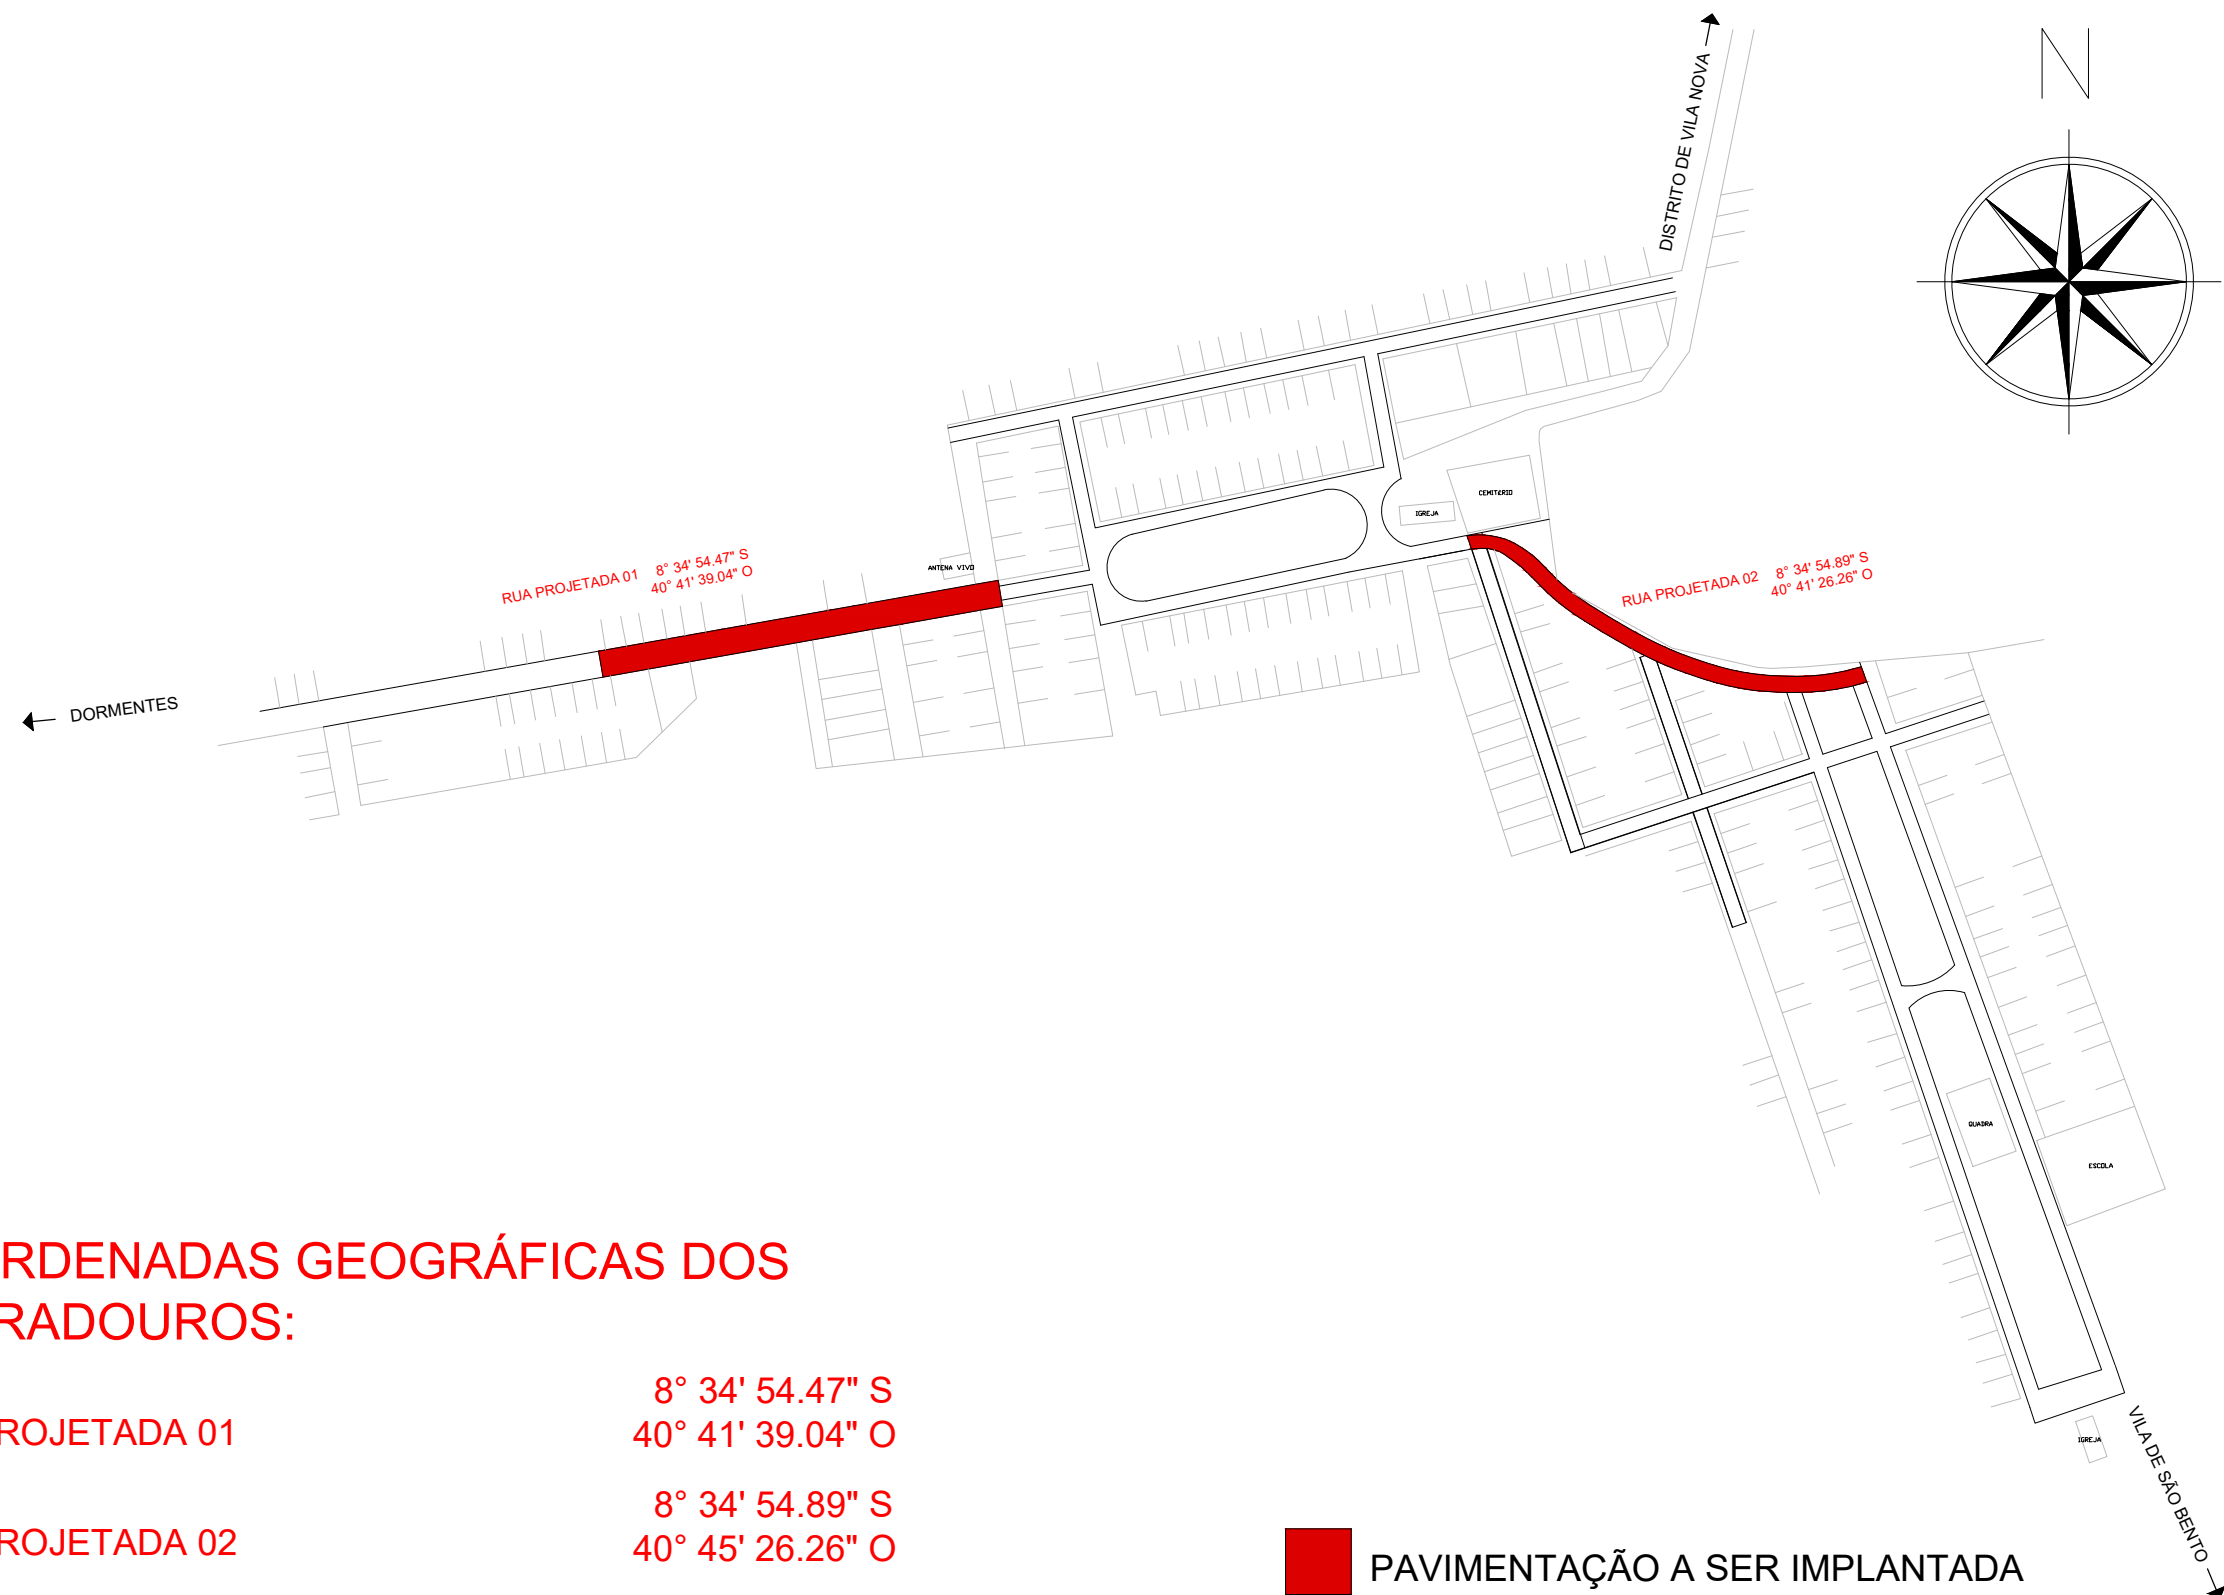 N
DISTRITO DE VILA NOVA
CEMITÉRIO
IGREJA
ANTENA VIVO
RUA PROJETADA 01
8° 34' 54.47" S
40° 41' 39.04" O
RUA PROJETADA 02
8° 34' 54.89" S
40° 41' 26.26" O
DORMENTES
QUADRA
ESCOLA
IGREJA
VILA DE SÃO BENTO
RDENADAS GEOGRÁFICAS DOS
RADOUROS:
8° 34' 54.47" S
ROJETADA 01
40° 41' 39.04" O
8° 34' 54.89" S
ROJETADA 02
40° 45' 26.26" O
PAVIMENTAÇÃO A SER IMPLANTADA